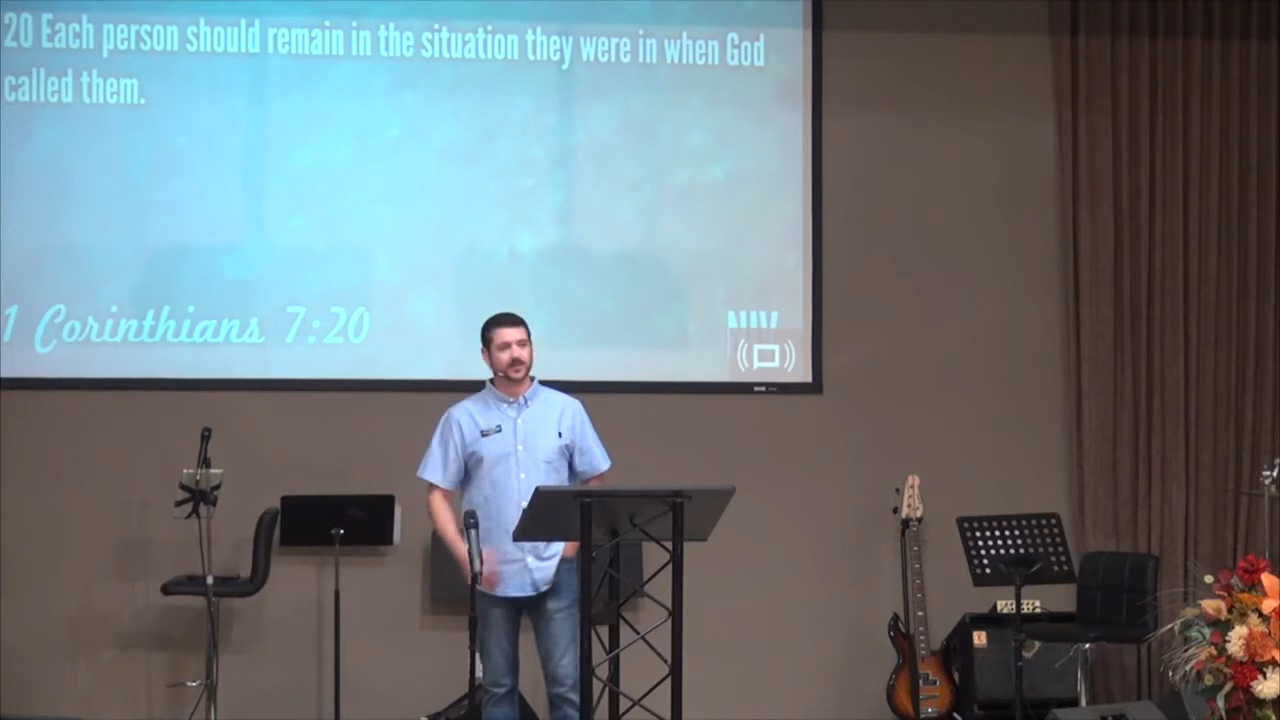 20 Each person should remain in the situation they were in when God
called them.
1 Corinthians 7:20
NIV